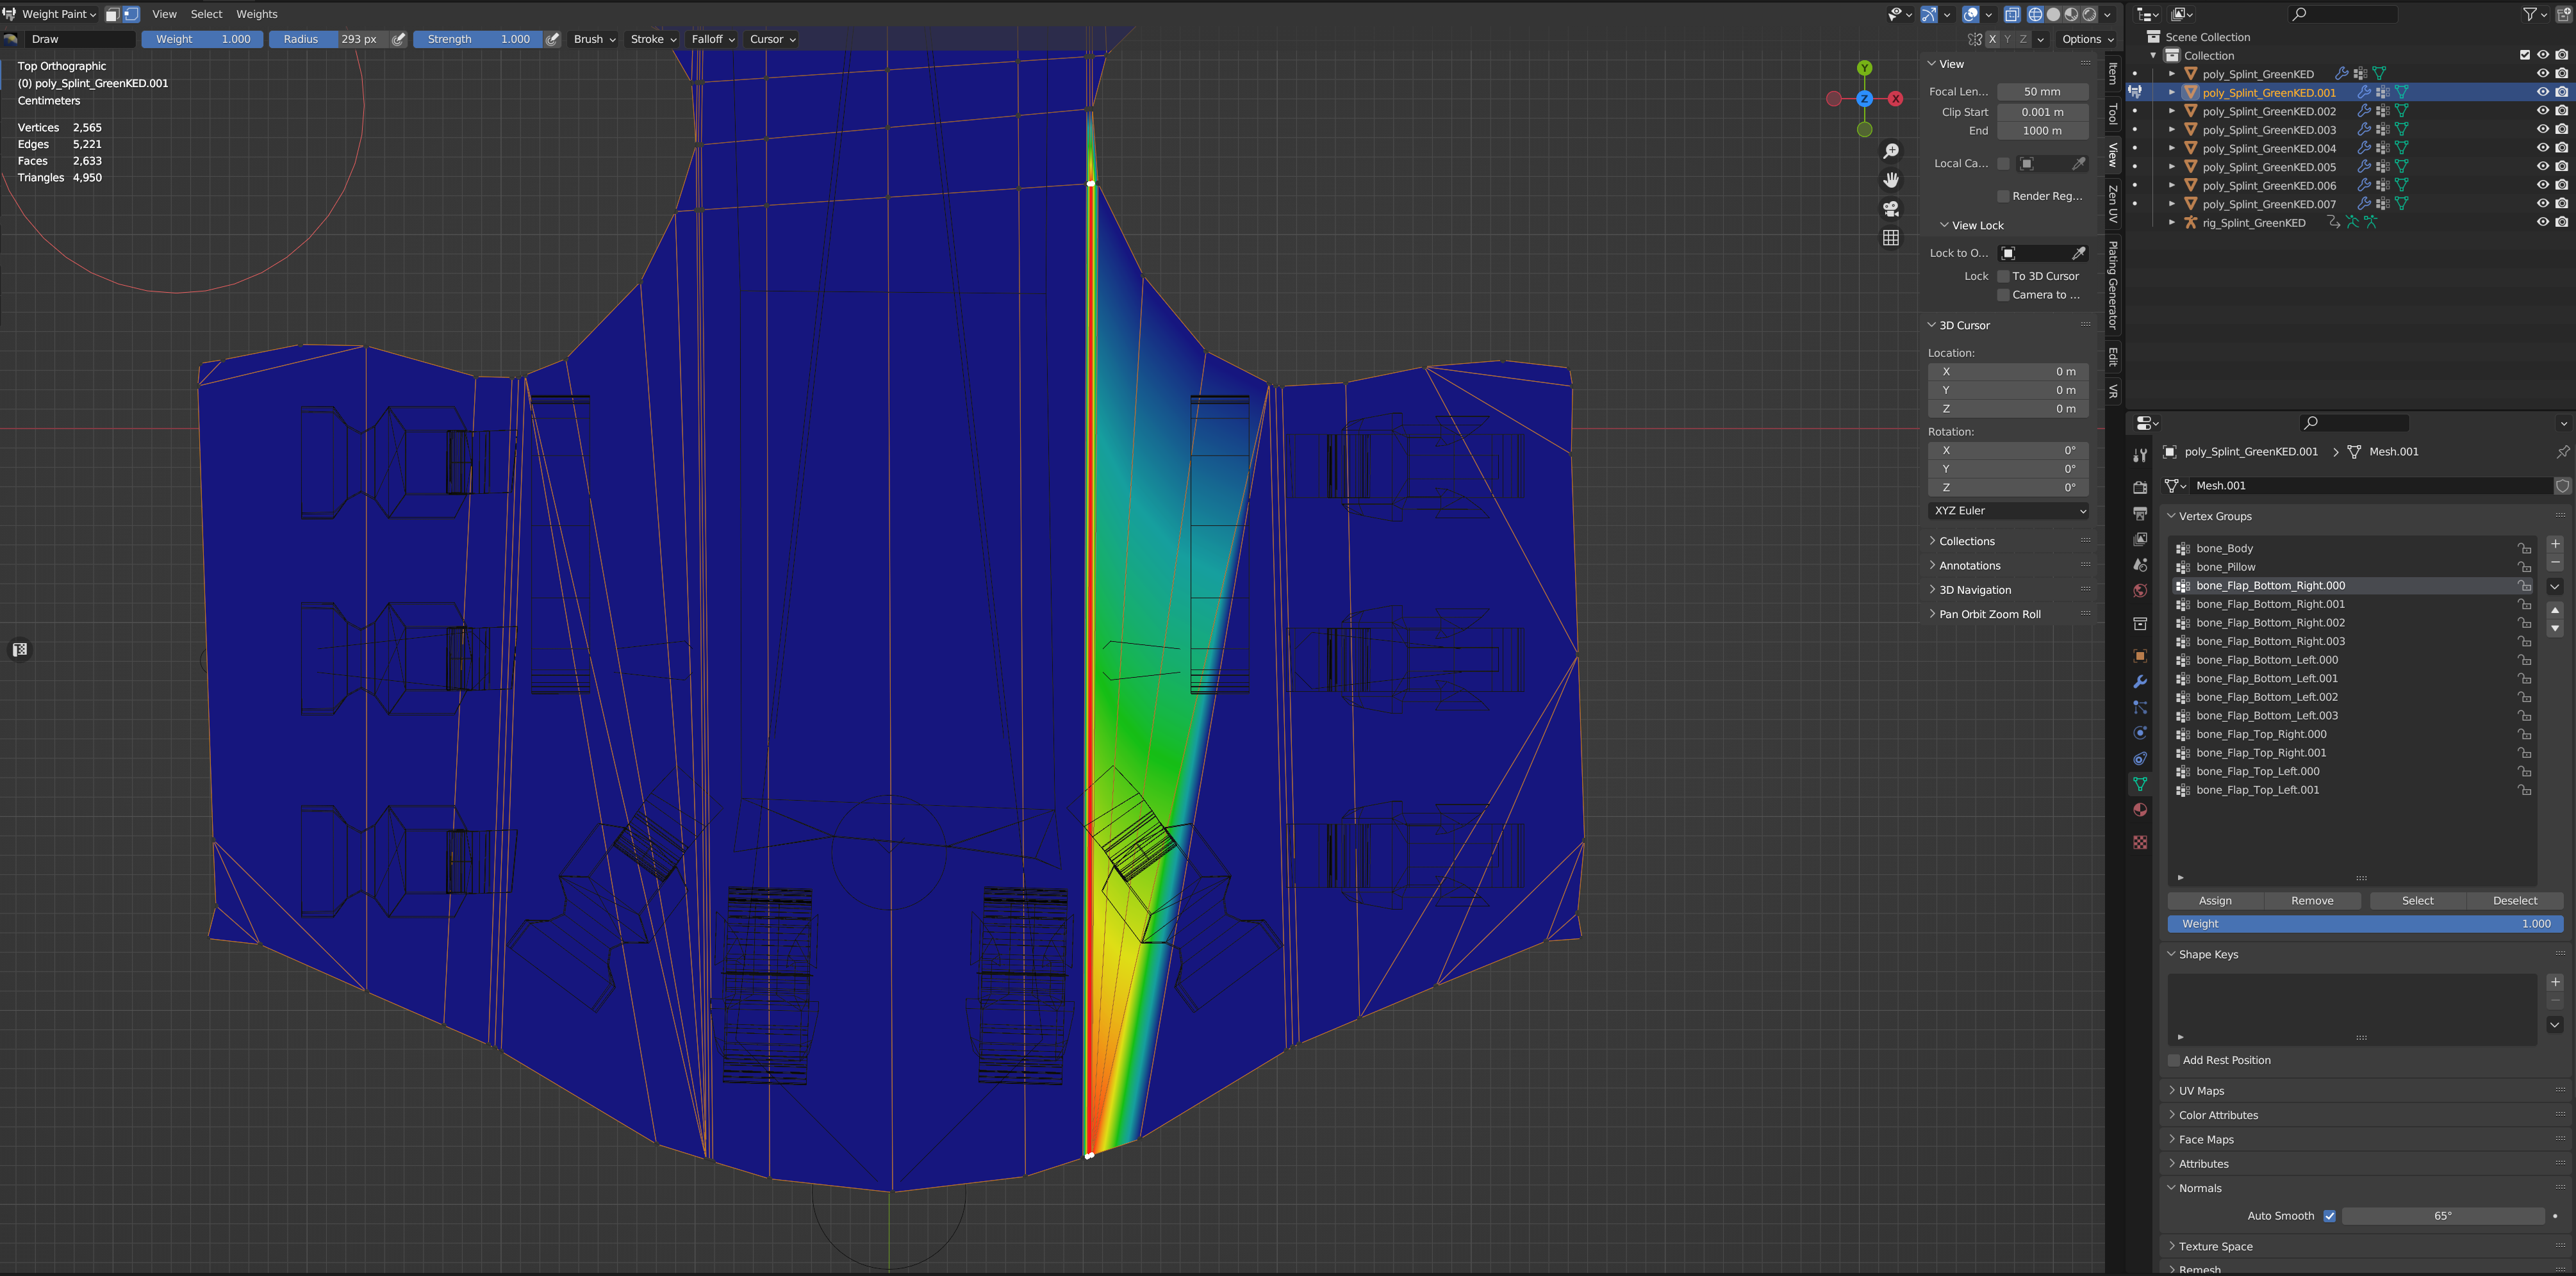 Weight Paint View Select Weights
Draw Weight 1.000 Radius 293 px Strength 1.000 Brush Stroke Falloff Cursor X Y Z Options
Top Orthographic
(0) poly_Splint_GreenKED.001
Centimeters
Vertices 2,565
Edges 5,221
Faces 2,633
Triangles 4,950
Y
Z
X
View
Focal Len... 50 mm
Clip Start 0.001 m
End 1000 m
Local Ca...
Render Reg...
View Lock
Lock to O...
Lock To 3D Cursor
Camera to ...
3D Cursor
Location:
X 0 m
Y 0 m
Z 0 m
Rotation:
X 0°
Y 0°
Z 0°
XYZ Euler
Collections
Annotations
3D Navigation
Pan Orbit Zoom Roll
Item
Tool
View
Zen UV
Plating Generator
Edit
VR
Scene Collection
Collection
poly_Splint_GreenKED
poly_Splint_GreenKED.001
poly_Splint_GreenKED.002
poly_Splint_GreenKED.003
poly_Splint_GreenKED.004
poly_Splint_GreenKED.005
poly_Splint_GreenKED.006
poly_Splint_GreenKED.007
rig_Splint_GreenKED
poly_Splint_GreenKED.001 > Mesh.001
Mesh.001
Vertex Groups
bone_Body
bone_Pillow
bone_Flap_Bottom_Right.000
bone_Flap_Bottom_Right.001
bone_Flap_Bottom_Right.002
bone_Flap_Bottom_Right.003
bone_Flap_Bottom_Left.000
bone_Flap_Bottom_Left.001
bone_Flap_Bottom_Left.002
bone_Flap_Bottom_Left.003
bone_Flap_Top_Right.000
bone_Flap_Top_Right.001
bone_Flap_Top_Left.000
bone_Flap_Top_Left.001
Assign Remove Select Deselect
Weight 1.000
Shape Keys
Add Rest Position
UV Maps
Color Attributes
Face Maps
Attributes
Normals
Auto Smooth 65°
Texture Space
Remesh